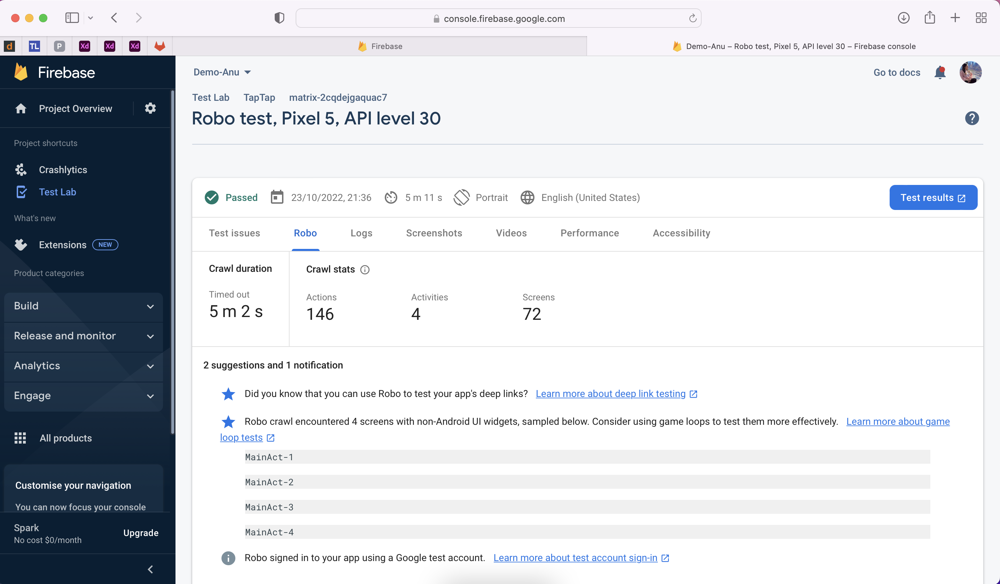 console.firebase.google.com
d
TL
P
Xd
Xd
Xd
Firebase
Demo-Anu – Robo test, Pixel 5, API level 30 – Firebase console
Firebase
Project Overview
Project shortcuts
Crashlytics
Test Lab
What's new
Extensions NEW
Product categories
Build
Release and monitor
Analytics
Engage
All products
Customise your navigation
You can now focus your console
Spark
No cost $0/month
Upgrade
Demo-Anu
Go to docs
Test Lab TapTap matrix-2cqdejgaquac7
Robo test, Pixel 5, API level 30
Passed 23/10/2022, 21:36 5 m 11 s Portrait English (United States)
Test results
Test issues Robo Logs Screenshots Videos Performance Accessibility
Crawl duration
Timed out
5 m 2 s
Crawl stats
Actions Activities Screens
146 4 72
2 suggestions and 1 notification
Did you know that you can use Robo to test your app's deep links? Learn more about deep link testing
Robo crawl encountered 4 screens with non-Android UI widgets, sampled below. Consider using game loops to test them more effectively. Learn more about game
loop tests
MainAct-1
MainAct-2
MainAct-3
MainAct-4
Robo signed in to your app using a Google test account. Learn more about test account sign-in